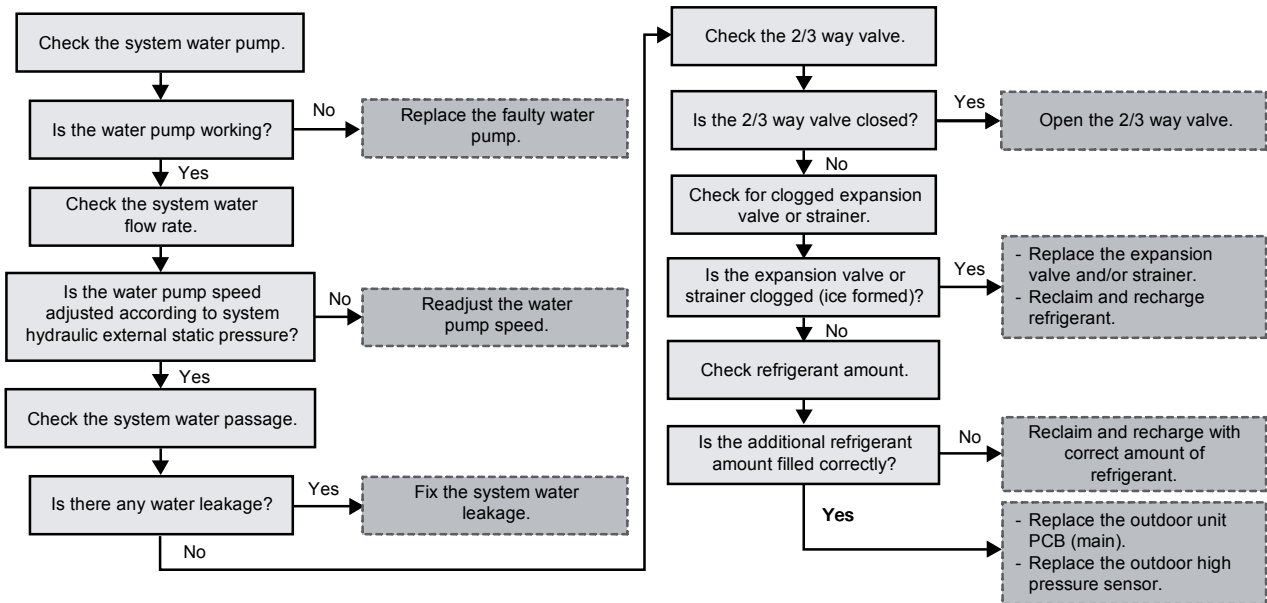 Check the system water pump.
Is the water pump working?
No
Replace the faulty water
pump.
Yes
Check the system water
flow rate.
Is the water pump speed
adjusted according to system
hydraulic external static pressure?
No
Readjust the water
pump speed.
Yes
Check the system water passage.
Is there any water leakage?
Yes
Fix the system water
leakage.
No
Check the 2/3 way valve.
Is the 2/3 way valve closed?
Yes
Open the 2/3 way valve.
No
Check for clogged expansion
valve or strainer.
Is the expansion valve or
strainer clogged (ice formed)?
Yes
- Replace the expansion
valve and/or strainer.
- Reclaim and recharge
refrigerant.
No
Check refrigerant amount.
Is the additional refrigerant
amount filled correctly?
No
Reclaim and recharge with
correct amount of
refrigerant.
Yes
- Replace the outdoor unit
PCB (main).
- Replace the outdoor high
pressure sensor.